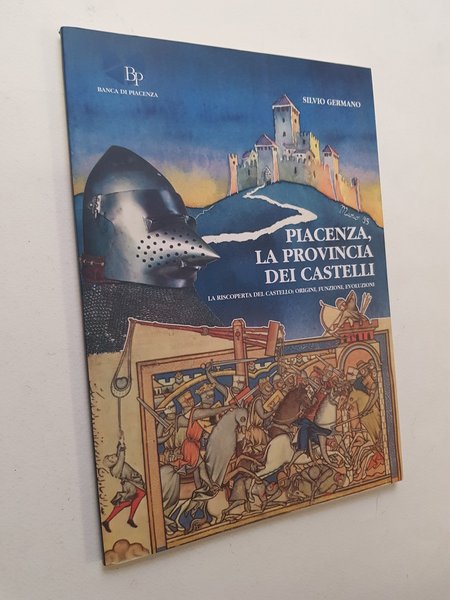 BP
BANCA DI PIACENZA
SILVIO GERMANO
PIACENZA,
LA PROVINCIA
DEI CASTELLI
LA RISCOPERTA DEL CASTELLO: ORIGINI, FUNZIONI, EVOLUZIONI